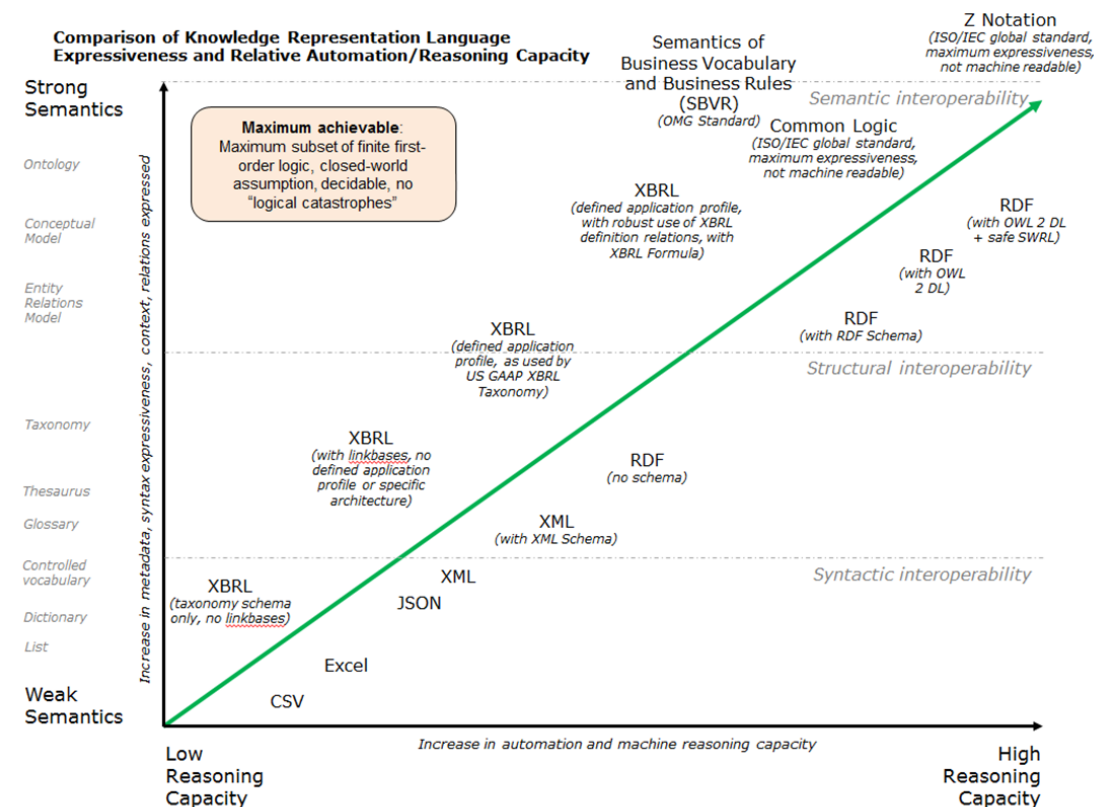 Comparison of Knowledge Representation Language
Expressiveness and Relative Automation/Reasoning Capacity
Z Notation
(ISO/IEC global standard,
maximum expressiveness,
not machine readable)
Semantics of
Business Vocabulary
and Business Rules
(SBVR)
(OMG Standard)
Strong
Semantics
Semantic interoperability
Maximum achievable:
Maximum subset of finite first-
order logic, closed-world
assumption, decidable, no
“logical catastrophes”
Common Logic
(ISO/IEC global standard,
maximum expressiveness,
not machine readable)
Ontology
XBRL
(defined application profile,
with robust use of XBRL
definition relations, with
XBRL Formula)
RDF
(with OWL 2 DL
+ safe SWRL)
Conceptual
Model
RDF
(with OWL
2 DL)
Entity
Relations
Model
RDF
(with RDF Schema)
XBRL
(defined application
profile, as used by
US GAAP XBRL
Taxonomy)
Structural interoperability
Increase in metadata, syntax expressiveness, context, relations expressed
Taxonomy
XBRL
(with linkbases, no
defined application
profile or specific
architecture)
RDF
(no schema)
Thesaurus
Glossary
XML
(with XML Schema)
Controlled
vocabulary
Syntactic interoperability
XBRL
(taxonomy schema
only, no linkbases)
XML
JSON
Dictionary
List
Excel
CSV
Weak
Semantics
Increase in automation and machine reasoning capacity
Low
Reasoning
Capacity
High
Reasoning
Capacity